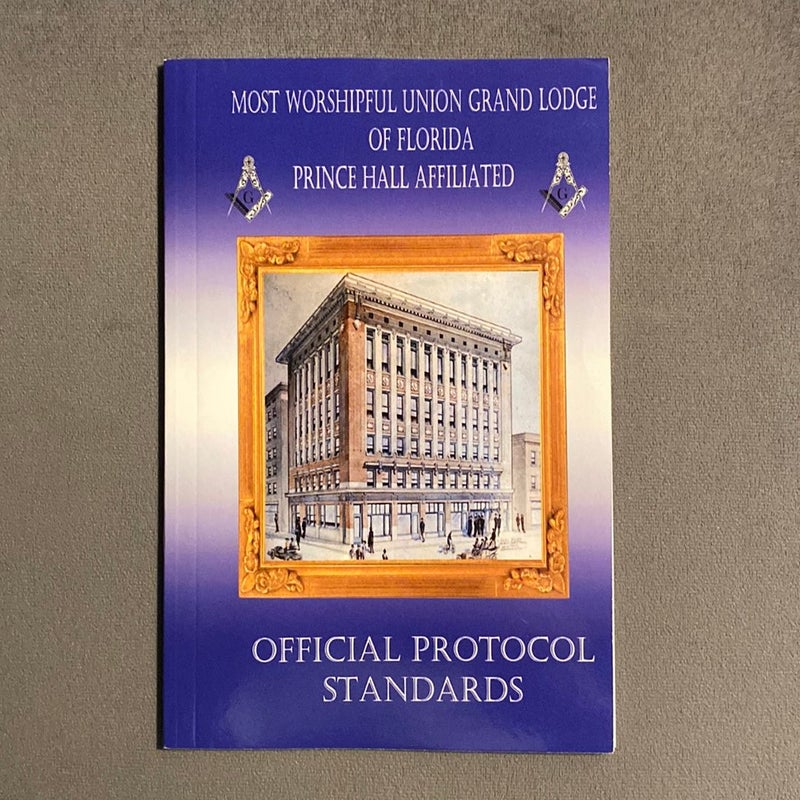 MOST WORSHIPFUL UNION GRAND LODGE
OF FLORIDA
PRINCE HALL AFFILIATED
G
G
OFFICIAL PROTOCOL
STANDARDS